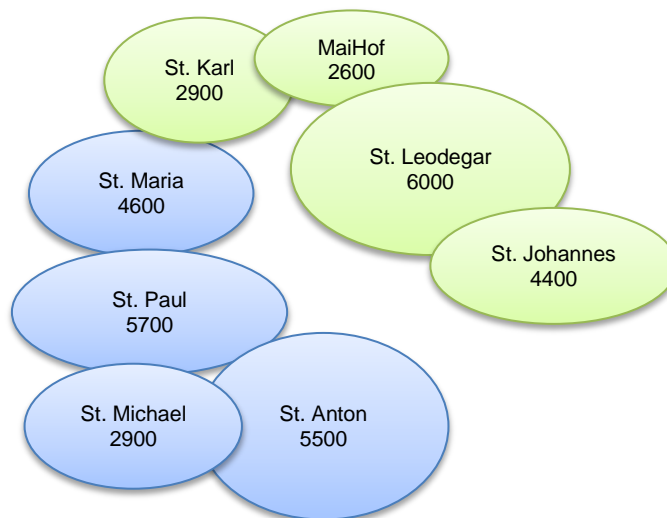 St. Karl
2900
MaiHof
2600
St. Maria
4600
St. Leodegar
6000
St. Johannes
4400
St. Paul
5700
St. Michael
2900
St. Anton
5500